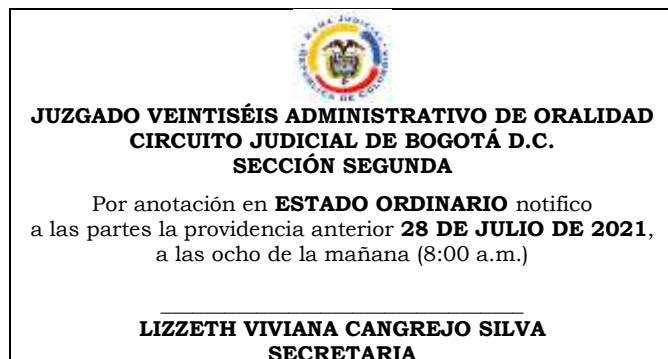 JUZGADO VEINTISÉIS ADMINISTRATIVO DE ORALIDAD
CIRCUITO JUDICIAL DE BOGOTÁ D.C.
SECCIÓN SEGUNDA
Por anotación en ESTADO ORDINARIO notifico
a las partes la providencia anterior 28 DE JULIO DE 2021,
a las ocho de la mañana (8:00 a.m.)
LIZZETH VIVIANA CANGREJO SILVA
SECRETARIA